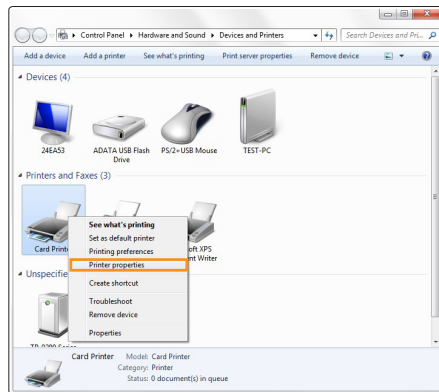 Control Panel ▸ Hardware and Sound ▸ Devices and Printers
Search Devices and Pri...
Add a device Add a printer See what's printing Print server properties Remove device
Devices (4)
24EA53
ADATA USB Flash
Drive
PS/2+USB Mouse
TEST-PC
Printers and Faxes (3)
Card Printe
oft XPS
nt Writer
See what's printing
Set as default printer
Printing preferences
Printer properties
Create shortcut
Troubleshoot
Remove device
Properties
Unspecifie
Card Printer Model: Card Printer
Category: Printer
Status: 0 document(s) in queue